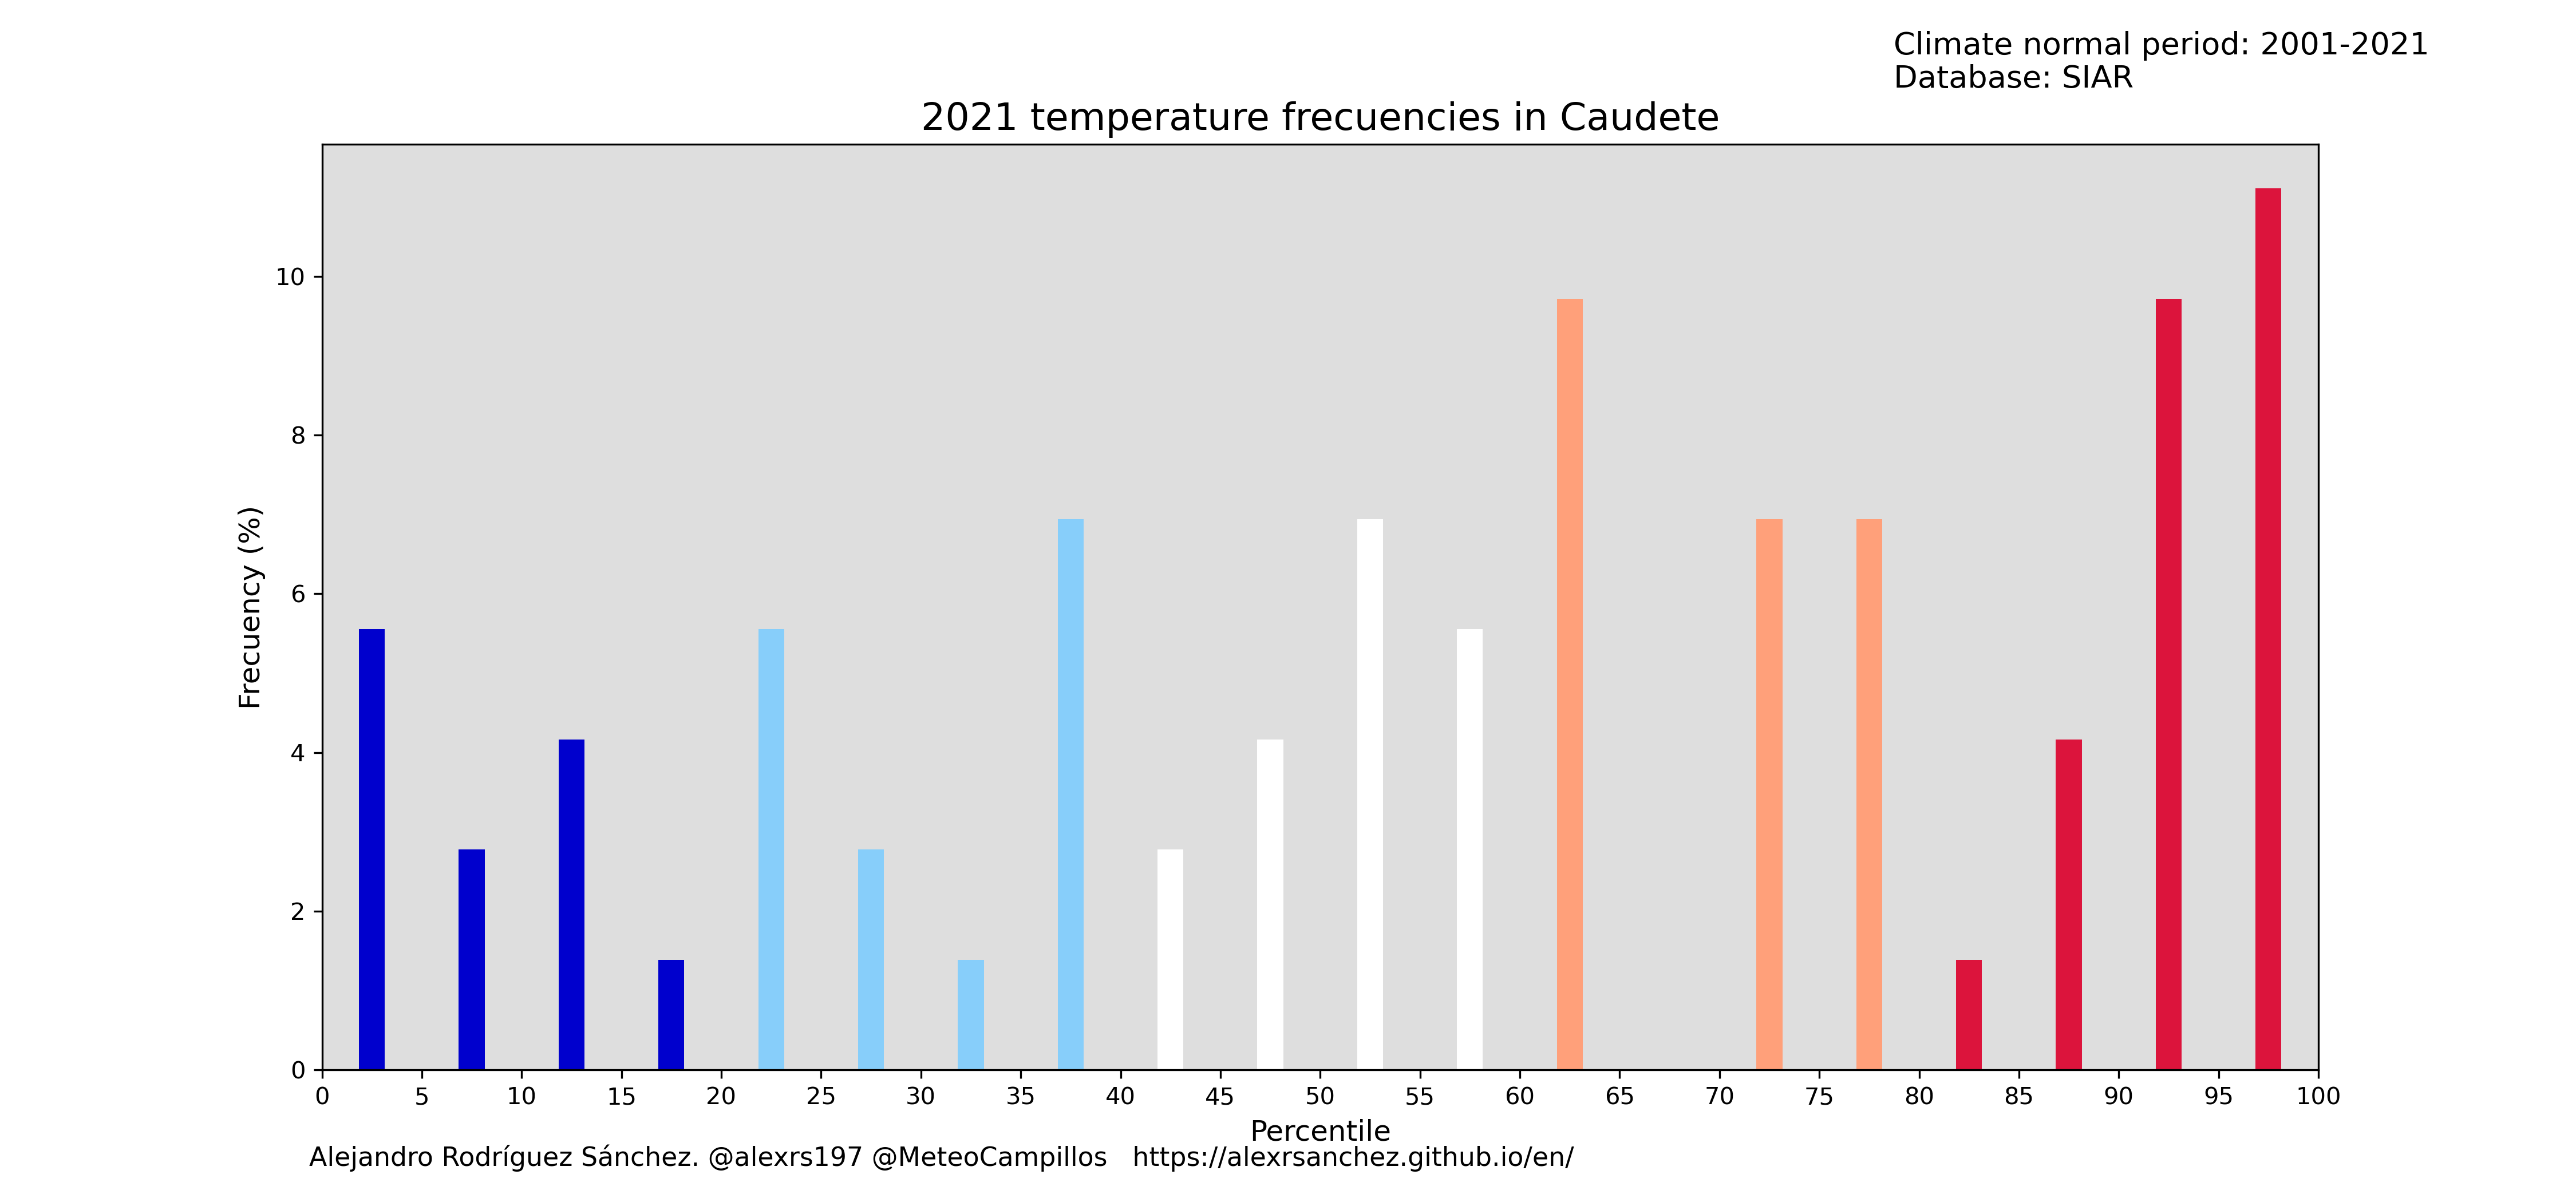 Climate normal period: 2001-2021
Database: SIAR
2021 temperature frecuencies in Caudete
10
8
6
4
2
0
Frecuency (%)
0 5 10 15 20 25 30 35 40 45 50 55 60 65 70 75 80 85 90 95 100
Percentile
Alejandro Rodríguez Sánchez. @alexrs197 @MeteoCampillos https://alexrsanchez.github.io/en/